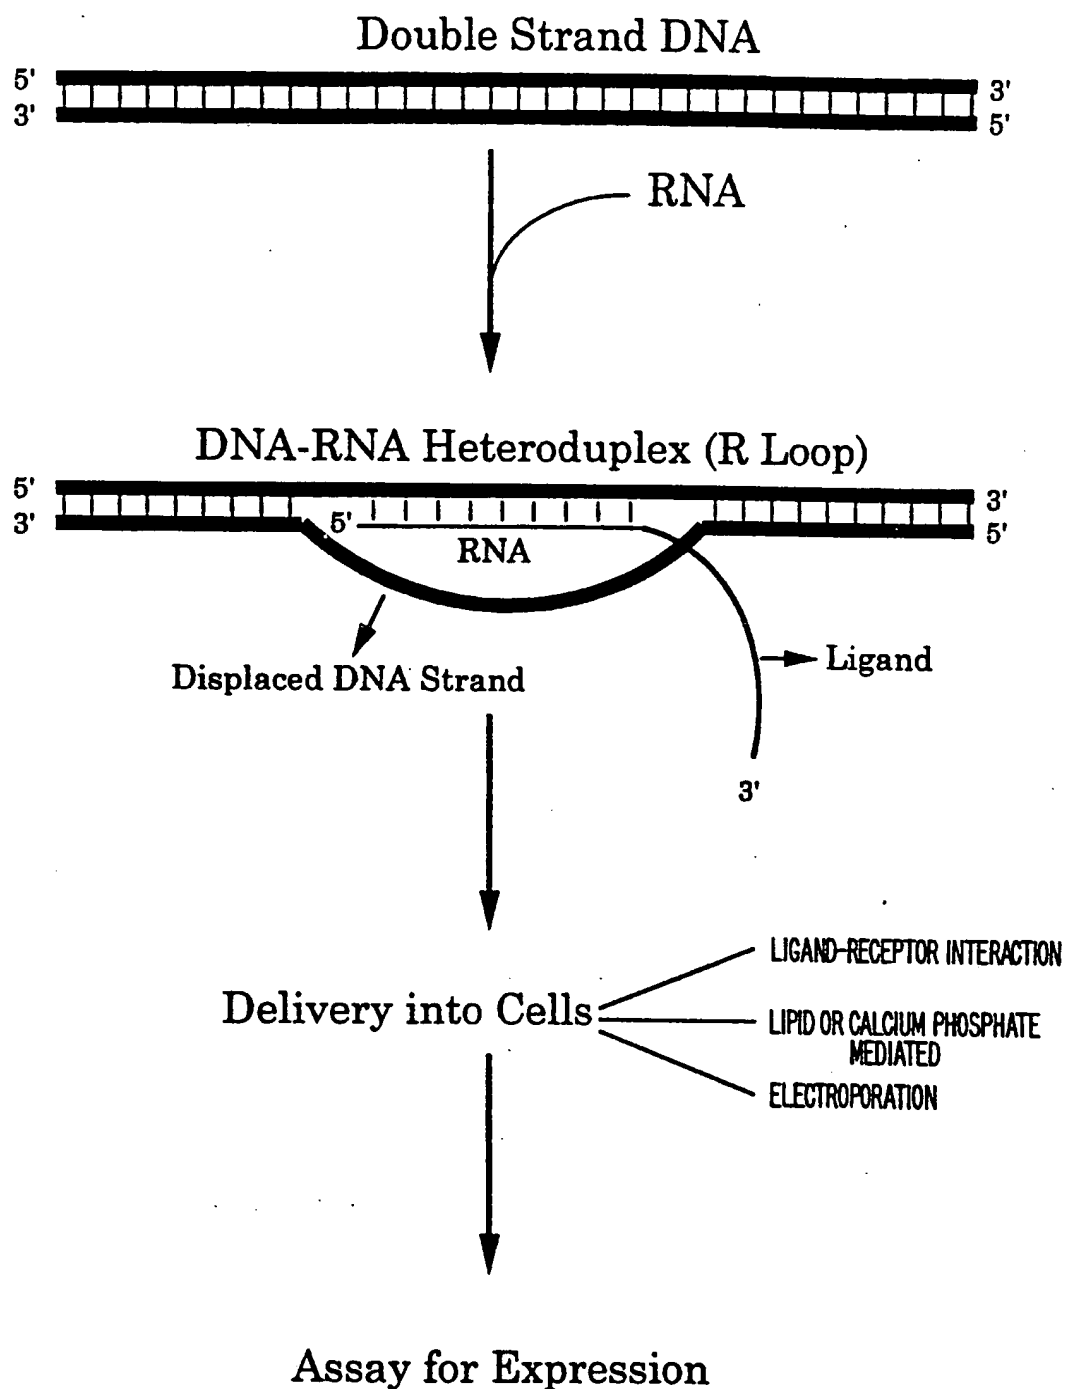 Double Strand DNA
5' 3'
3' 5'
RNA
DNA-RNA Heteroduplex (R Loop)
5' 3'
3' 5' 5'
RNA
Displaced DNA Strand
Ligand
3'
LIGAND-RECEPTOR INTERACTION
Delivery into Cells
LIPID OR CALCIUM PHOSPHATE
MEDIATED
ELECTROPORATION
Assay for Expression